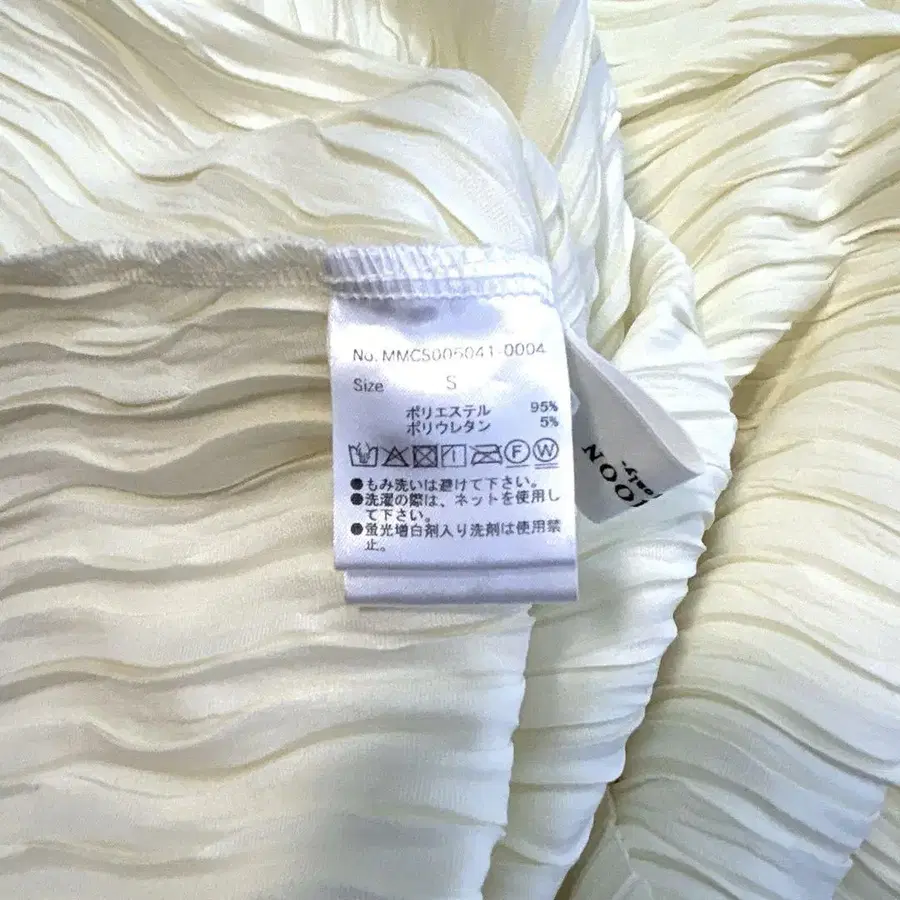 No. MMCS005041-0004
Size S
ポリエステル 95%
ポリウレタン 5%
F W
●もみ洗いは避けて下さい。
●洗濯の際は、ネットを使用し
て下さい。
●蛍光増白剤入り洗剤は使用禁
止。
OON
only.